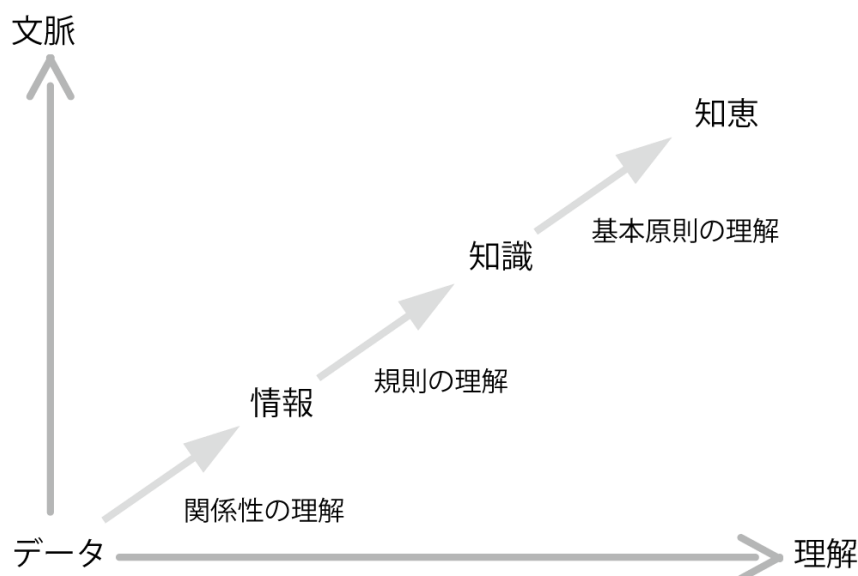 文脈
知恵
基本原則の理解
知識
規則の理解
情報
関係性の理解
データ
理解